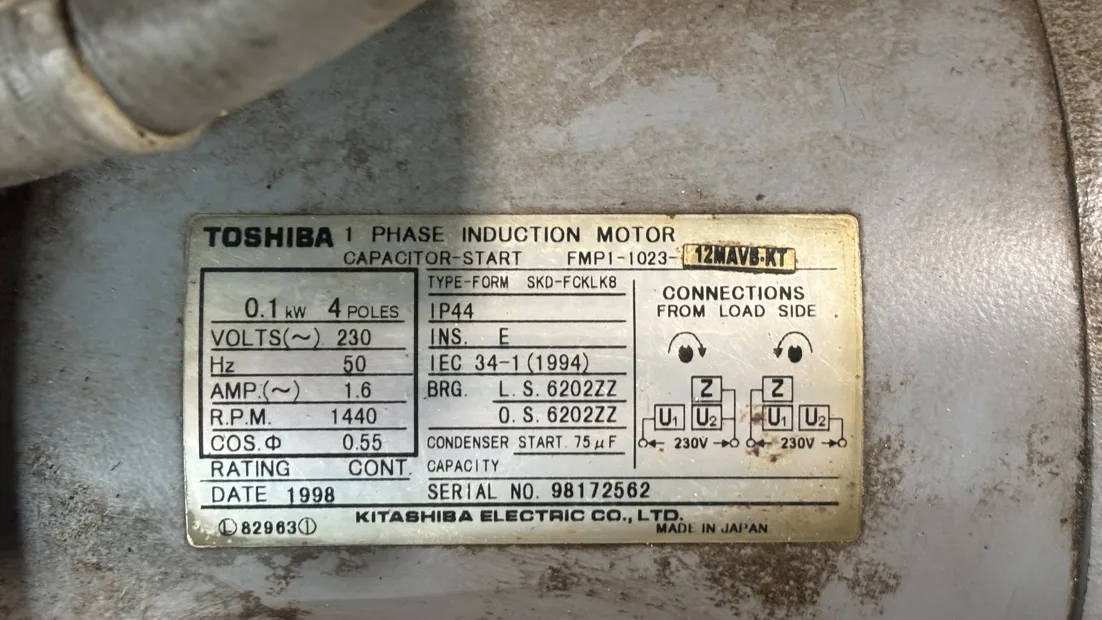 TOSHIBA 1 PHASE INDUCTION MOTOR
CAPACITOR-START FMP1-1023-12MAVB-KT
0.1 kW 4 POLES
VOLTS(~) 230
Hz 50
AMP.(~) 1.6
R.P.M. 1440
COS.Φ 0.55
RATING CONT.
DATE 1998
Ⓛ82963Ⓘ
TYPE-FORM SKD-FCKLK8
IP44
INS. E
IEC 34-1(1994)
BRG. L.S.6202ZZ
O.S.6202ZZ
CONDENSER START. 75μF
CAPACITY
SERIAL NO. 98172562
CONNECTIONS
FROM LOAD SIDE
Z Z
U1 U2 U1 U2
230V 230V
KITASHIBA ELECTRIC CO., LTD.
MADE IN JAPAN